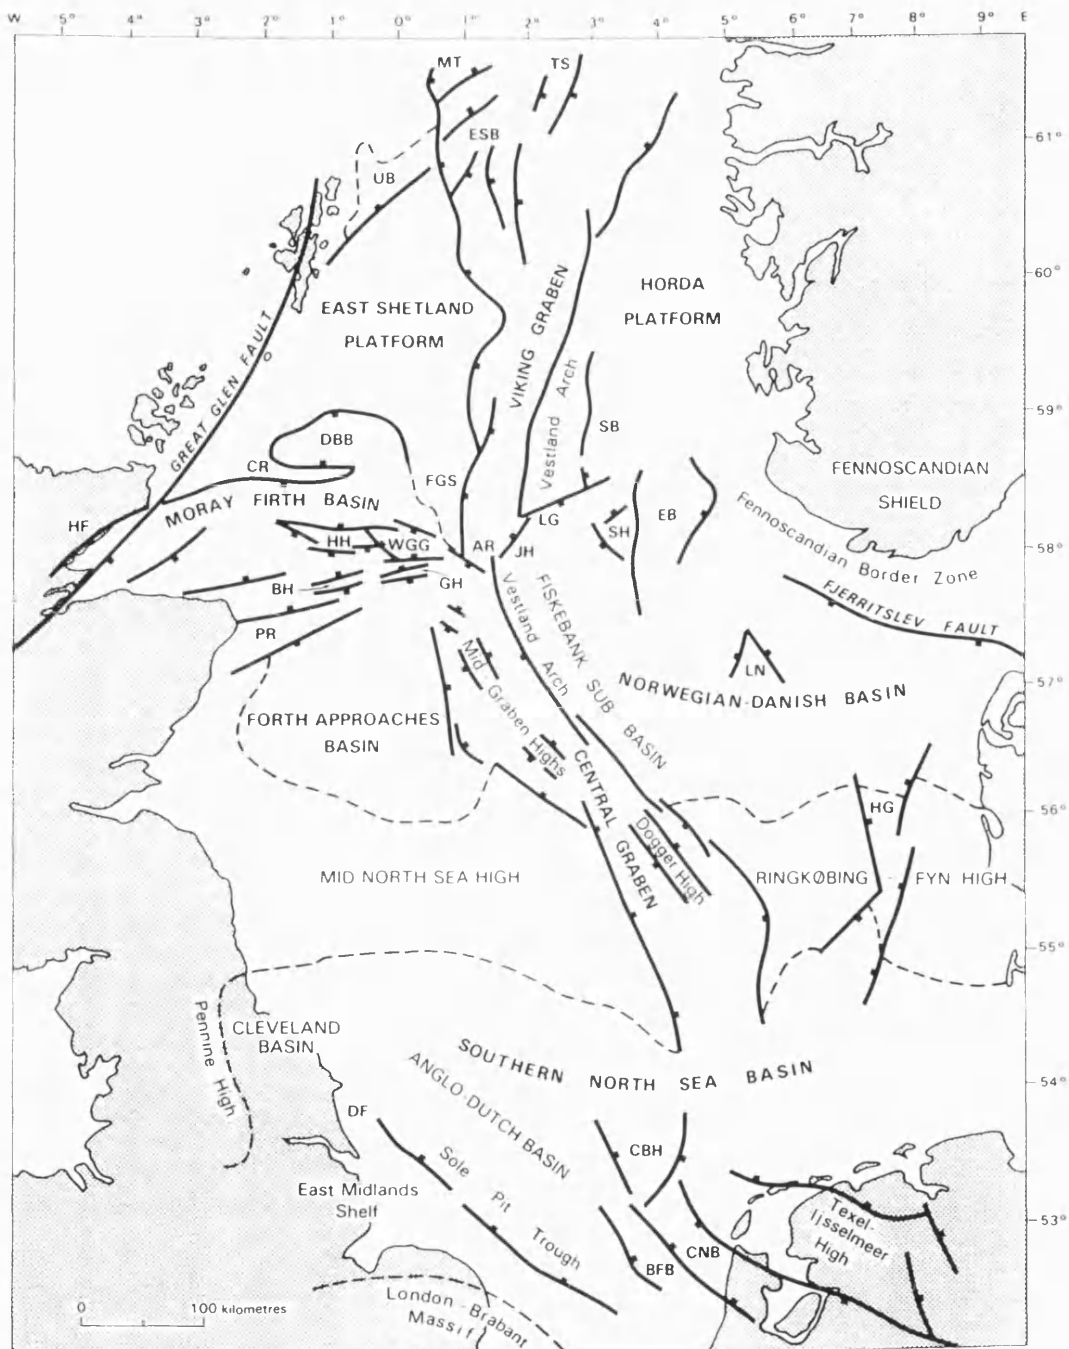 W 5° 4° 3° 2° 1° 0° 1° 2° 3° 4° 5° 6° 7° 8° 9° E
MT
TS
61°
ESB
UB
60°
EAST SHETLAND
PLATFORM
HORDA
PLATFORM
VIKING GRABEN
Vestland Arch
GREAT GLEN FAULT
59°
DBB
SB
CR
FGS
FENNOSCANDIAN
SHIELD
MORAY FIRTH BASIN
HF
HH
WGG
AR
JH
LG
SH
EB
Fennoscandian Border Zone
58°
BH
GH
FJERRITSLEV FAULT
PR
Vestland Arch
FISKEBANK SUB BASIN
LN
57°
Mid-Graben Highs
NORWEGIAN-DANISH BASIN
FORTH APPROACHES
BASIN
CENTRAL GRABEN
HG
56°
Dogger High
MID NORTH SEA HIGH
RINGKØBING - FYN HIGH
55°
Pennine High
CLEVELAND
BASIN
SOUTHERN NORTH SEA BASIN
54°
ANGLO-DUTCH BASIN
DF
CBH
Sole Pit Trough
East Midlands
Shelf
Texel-
Ijsselmeer
High
53°
CNB
BFB
0 100 kilometres
London-Brabant
Massif